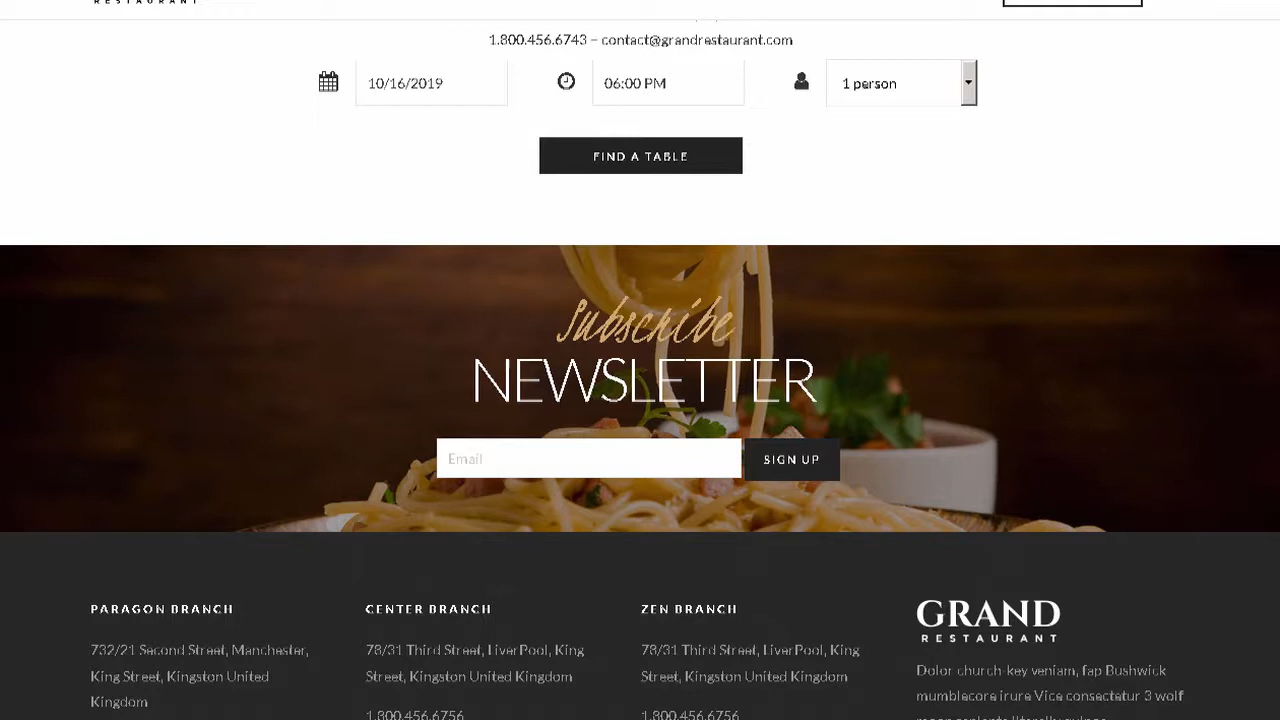 RESTAURANT
1.800.456.6743 – contact@grandrestaurant.com
10/16/2019
06:00 PM
1 person
FIND A TABLE
Subscribe
NEWSLETTER
Email
SIGN UP
PARAGON BRANCH
732/21 Second Street, Manchester,
King Street, Kingston United
Kingdom
CENTER BRANCH
78/31 Third Street, LiverPool, King
Street, Kingston United Kingdom
1.800.456.6756
ZEN BRANCH
78/31 Third Street, LiverPool, King
Street, Kingston United Kingdom
1.800.456.6756
GRAND
RESTAURANT
Dolor church-key veniam, fap Bushwick
mumblecore irure Vice consectetur 3 wolf